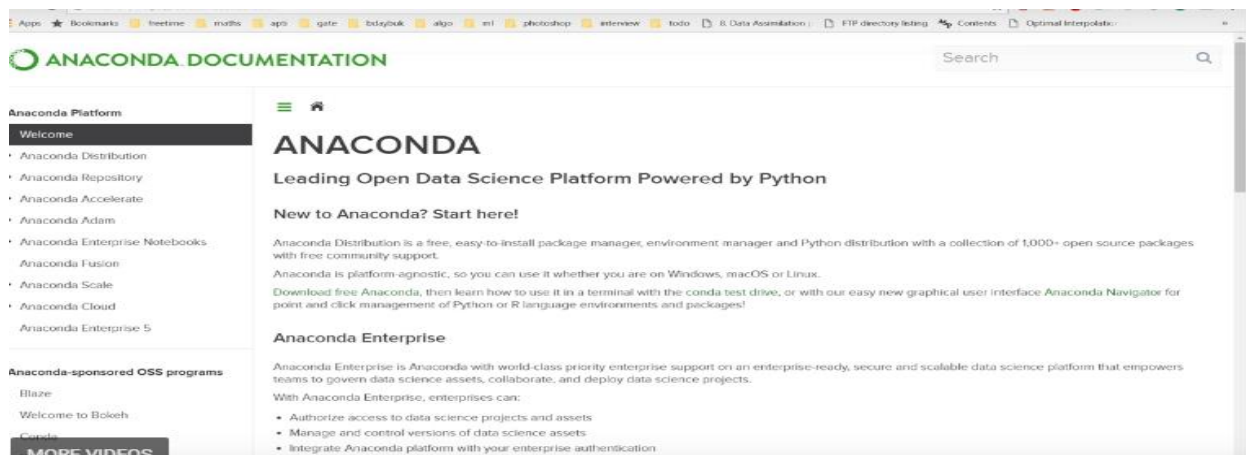 Apps Bookmarks freetime maths apti gate bdaybuk algo ml photoshop interview todo 8. Data Assimilation FTP directory listing Contents Optimal Interpolatio
ANACONDA DOCUMENTATION
Search
Anaconda Platform
Welcome
Anaconda Distribution
Anaconda Repository
Anaconda Accelerate
Anaconda Adam
Anaconda Enterprise Notebooks
Anaconda Fusion
Anaconda Scale
Anaconda Cloud
Anaconda Enterprise 5
Anaconda-sponsored OSS programs
Blaze
Welcome to Bokeh
Conda
MORE VIDEOS
ANACONDA
Leading Open Data Science Platform Powered by Python
New to Anaconda? Start here!
Anaconda Distribution is a free, easy-to-install package manager, environment manager and Python distribution with a collection of 1,000+ open source packages
with free community support.
Anaconda is platform-agnostic, so you can use it whether you are on Windows, macOS or Linux.
Download free Anaconda, then learn how to use it in a terminal with the conda test drive, or with our easy new graphical user interface Anaconda Navigator for
point and click management of Python or R language environments and packages!
Anaconda Enterprise
Anaconda Enterprise is Anaconda with world-class priority enterprise support on an enterprise-ready, secure and scalable data science platform that empowers
teams to govern data science assets, collaborate, and deploy data science projects.
With Anaconda Enterprise, enterprises can:
• Authorize access to data science projects and assets
• Manage and control versions of data science assets
• Integrate Anaconda platform with your enterprise authentication